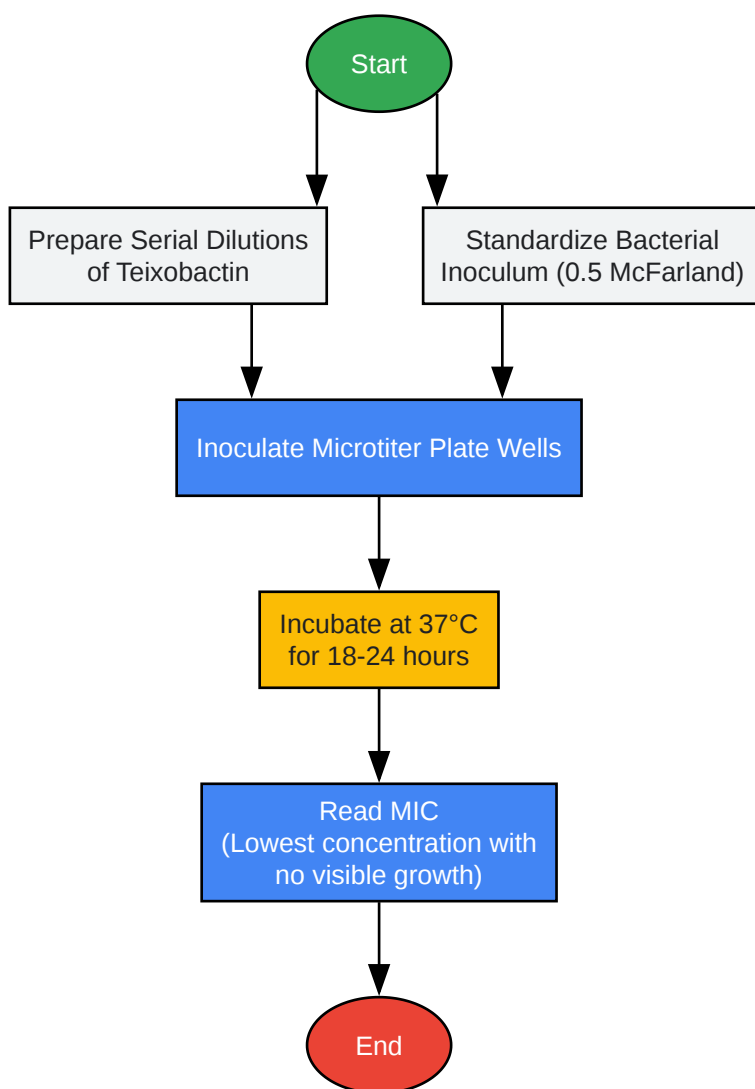 Start
Prepare Serial Dilutions
of Teixobactin
Standardize Bacterial
Inoculum (0.5 McFarland)
Inoculate Microtiter Plate Wells
Incubate at 37°C
for 18-24 hours
Read MIC
(Lowest concentration with
no visible growth)
End